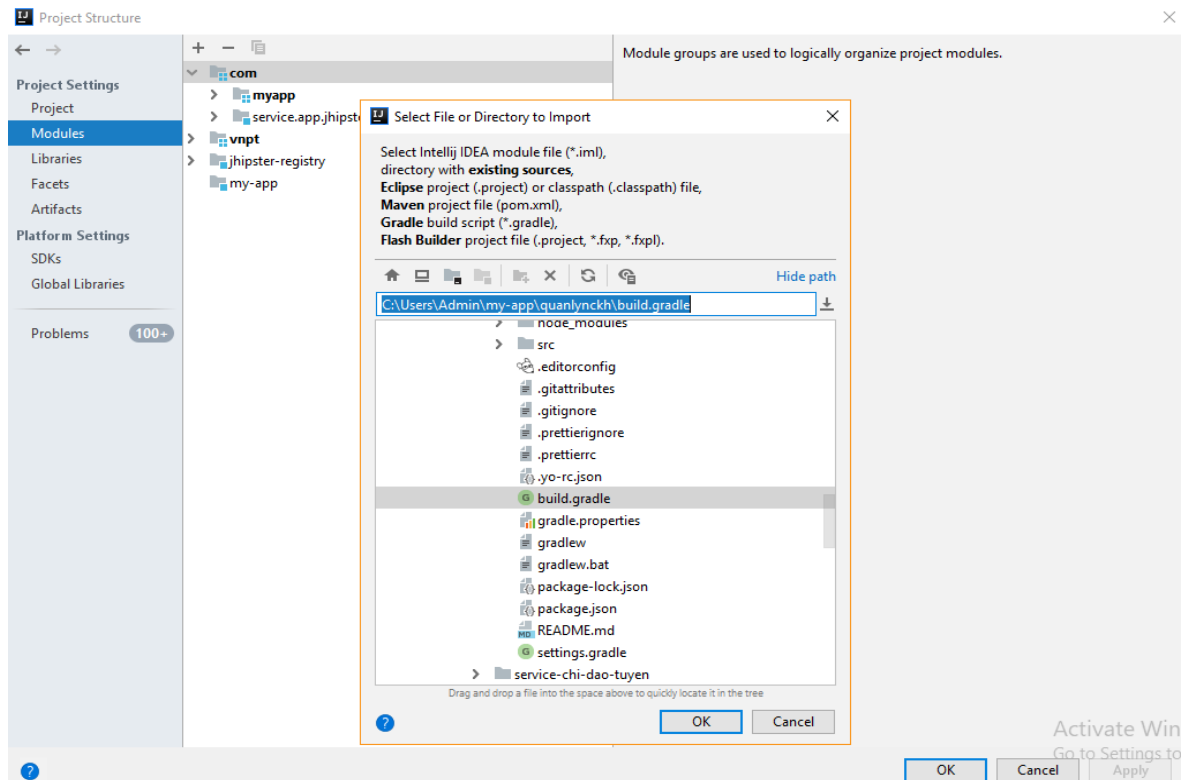 Project Structure
Project Settings
Project
Modules
Libraries
Facets
Artifacts
Platform Settings
SDKs
Global Libraries
Problems
100+
com
myapp
service.app.jhipste
vnpt
jhipster-registry
my-app
Module groups are used to logically organize project modules.
Select File or Directory to Import
Select Intellij IDEA module file (*.iml),
directory with existing sources,
Eclipse project (.project) or classpath (.classpath) file,
Maven project file (pom.xml),
Gradle build script (*.gradle),
Flash Builder project file (.project, *.fxp, *.fxpl).
Hide path
C:\Users\Admin\my-app\quanlynckh\build.gradle
node_modules
src
.editorconfig
.gitattributes
.gitignore
.prettierignore
.prettierrc
.yo-rc.json
build.gradle
gradle.properties
gradlew
gradlew.bat
package-lock.json
package.json
README.md
settings.gradle
service-chi-dao-tuyen
Drag and drop a file into the space above to quickly locate it in the tree
OK Cancel
Activate Win
Go to Settings to
OK Cancel Apply